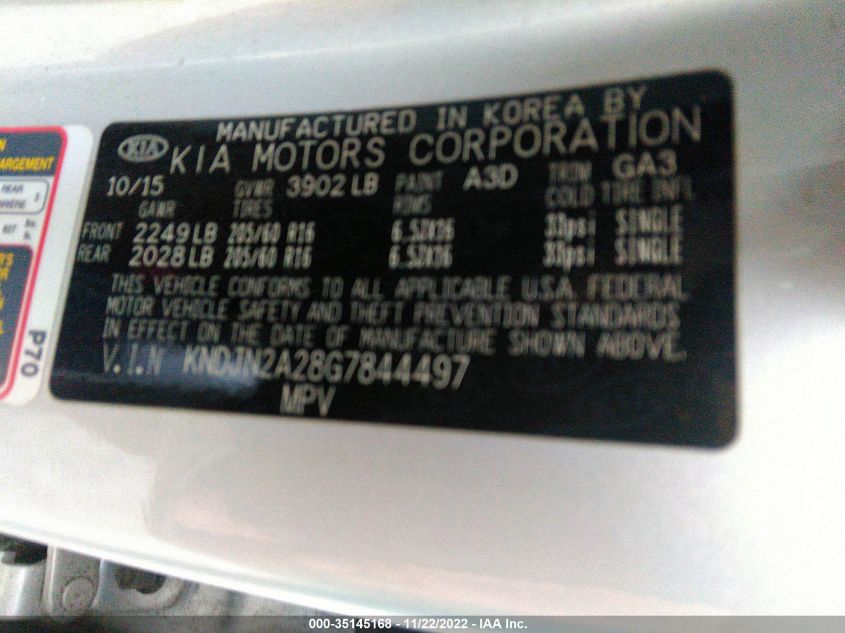 MANUFACTURED IN KOREA BY
KIA KIA MOTORS CORPORATION
10/15 GVWR 3902 LB PAINT A3D TRIM GA3
GAWR TIRES RIMS COLD TIRE INFL
FRONT 2249 LB 205/60 R16 6.5JX16 33psi SINGLE
REAR 2028 LB 205/60 R16 6.5JX16 33psi SINGLE
THIS VEHICLE CONFORMS TO ALL APPLICABLE U.S.A. FEDERAL
MOTOR VEHICLE SAFETY AND THEFT PREVENTION STANDARDS
IN EFFECT ON THE DATE OF MANUFACTURE SHOWN ABOVE.
V.I.N KNDJN2A28G7844497
MPV
ARGEMENT
REAR
P70
000-35145168 - 11/22/2022 - IAA Inc.